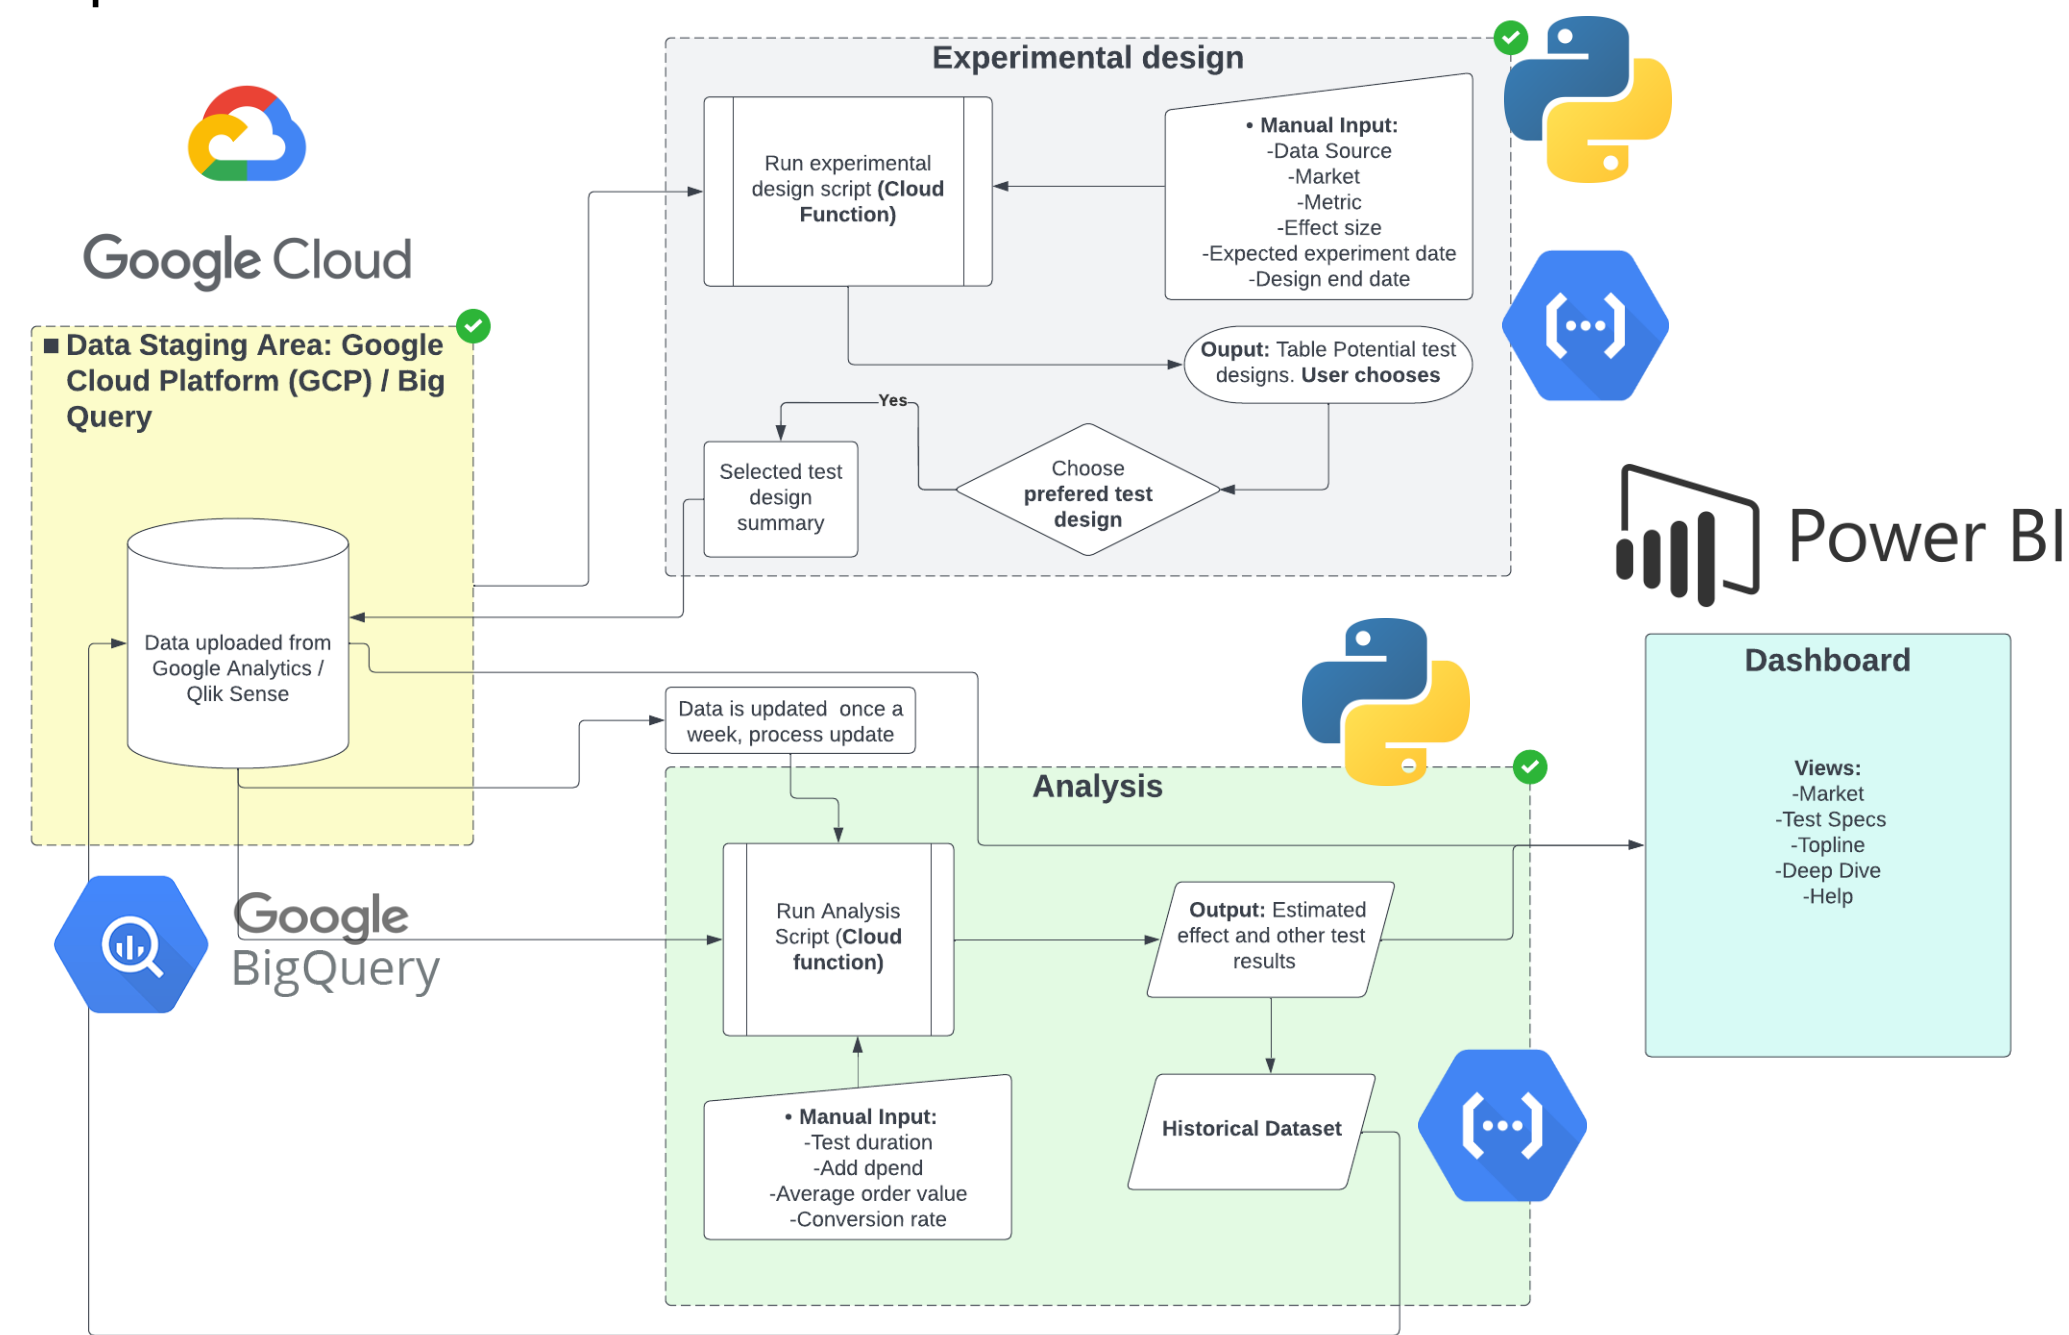 Experimental design
Run experimental
design script (Cloud
Function)
• Manual Input:
-Data Source
-Market
-Metric
-Effect size
-Expected experiment date
-Design end date
Google Cloud
■ Data Staging Area: Google
Cloud Platform (GCP) / Big
Query
Ouput: Table Potential test
designs. User chooses
Yes
Choose
prefered test
design
Selected test
design
summary
Power BI
Data uploaded from
Google Analytics /
Qlik Sense
Data is updated  once a
week, process update
Dashboard
Views:
-Market
-Test Specs
-Topline
-Deep Dive
-Help
Analysis
Google
BigQuery
Run Analysis
Script (Cloud
function)
Output: Estimated
effect and other test
results
• Manual Input:
-Test duration
-Add dpend
-Average order value
-Conversion rate
Historical Dataset